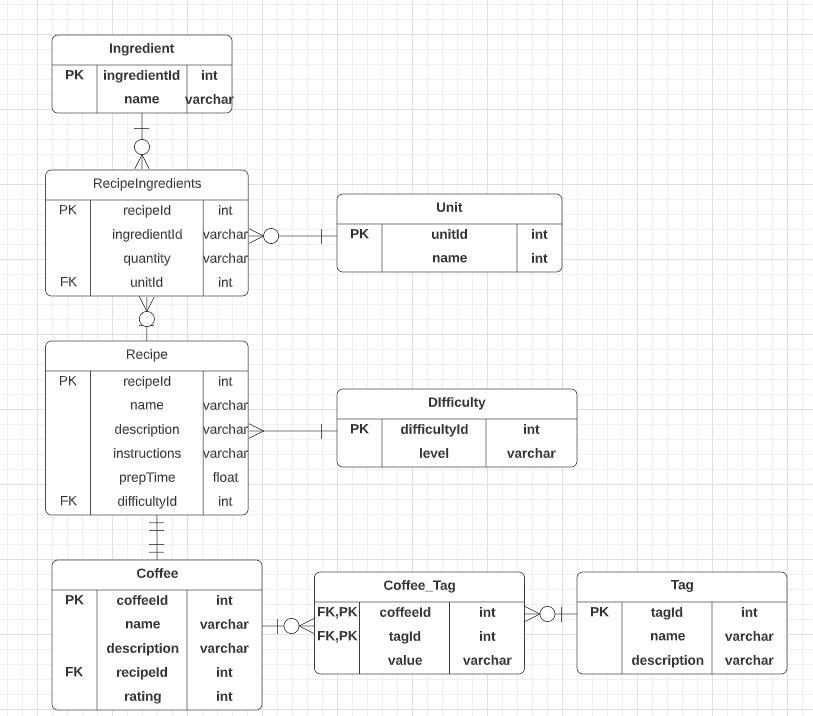 Ingredient
PK ingredientId int
name varchar
RecipeIngredients
PK recipeId int
ingredientId varchar
quantity varchar
FK unitId int
Unit
PK unitId int
name int
Recipe
PK recipeId int
name varchar
description varchar
instructions varchar
prepTime float
FK difficultyId int
DIfficulty
PK difficultyId int
level varchar
Coffee
PK coffeeId int
name varchar
description varchar
FK recipeId int
rating int
Coffee_Tag
FK,PK coffeeId int
FK,PK tagId int
value varchar
Tag
PK tagId int
name varchar
description varchar